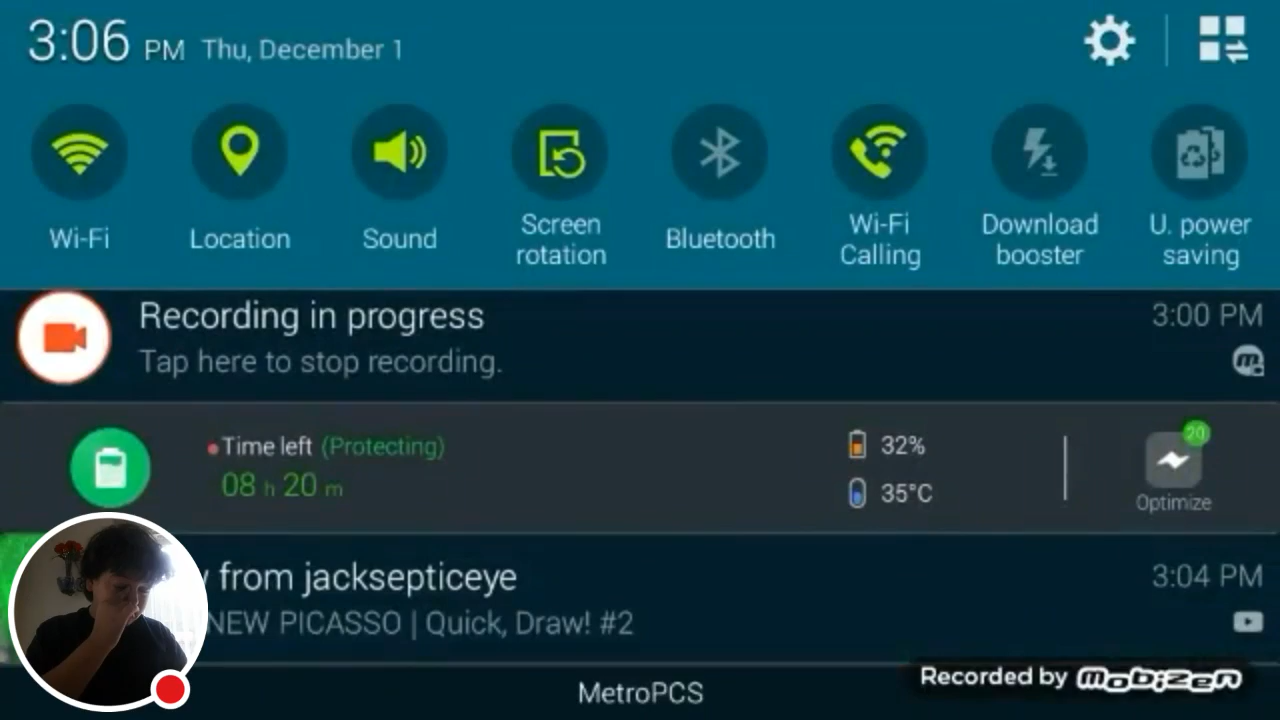 3:06 PM Thu, December 1
Wi-Fi
Location
Sound
Screen
rotation
Bluetooth
Wi-Fi
Calling
Download
booster
U. power
saving
Recording in progress
3:00 PM
Tap here to stop recording.
Time left (Protecting)
08 h 20 m
32%
35°C
20
Optimize
from jacksepticeye
3:04 PM
NEW PICASSO | Quick, Draw! #2
Recorded by mobizen
MetroPCS